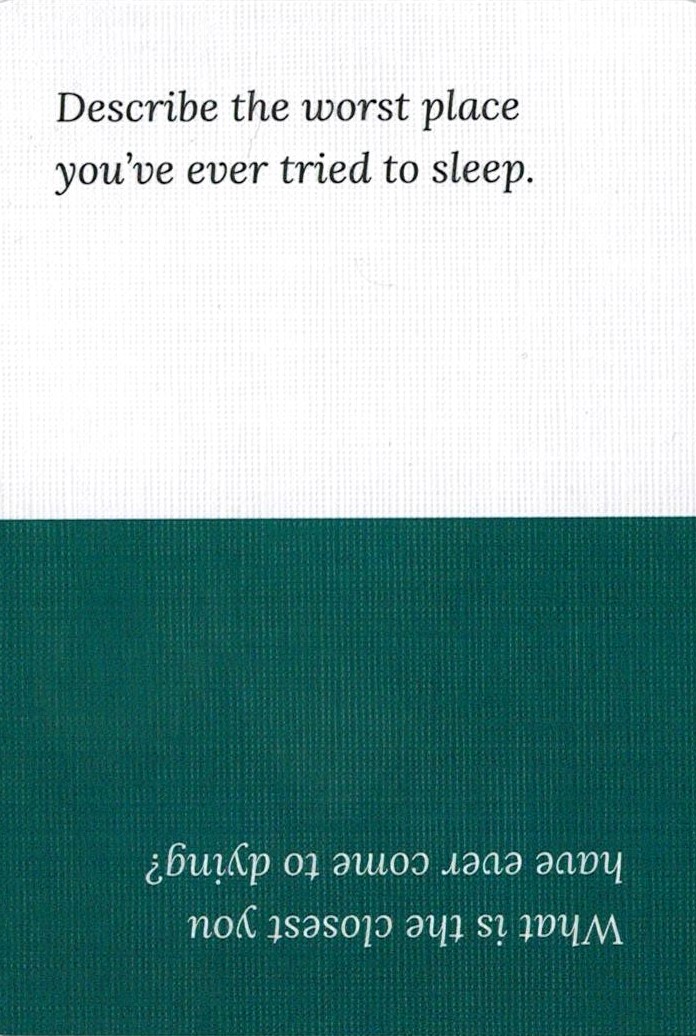 Describe the worst place
you've ever tried to sleep.
What is the closest you
have ever come to dying?